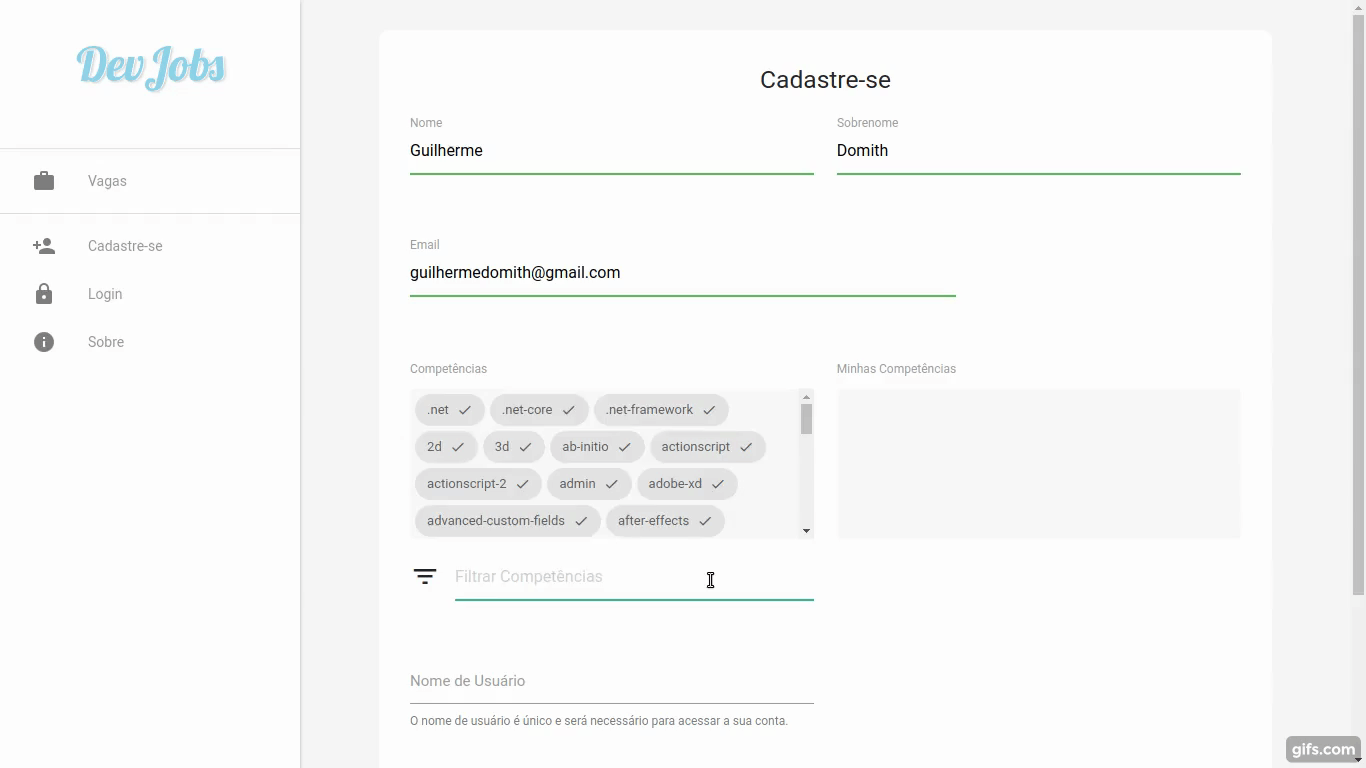 Dev Jobs
Vagas
Cadastre-se
Login
Sobre
Cadastre-se
Nome
Sobrenome
Guilherme
Domith
Email
guilhermedomith@gmail.com
Competências
Minhas Competências
.net
.net-core
.net-framework
2d
3d
ab-initio
actionscript
actionscript-2
admin
adobe-xd
advanced-custom-fields
after-effects
Filtrar Competências
Nome de Usuário
O nome de usuário é único e será necessário para acessar a sua conta.
gifs.com